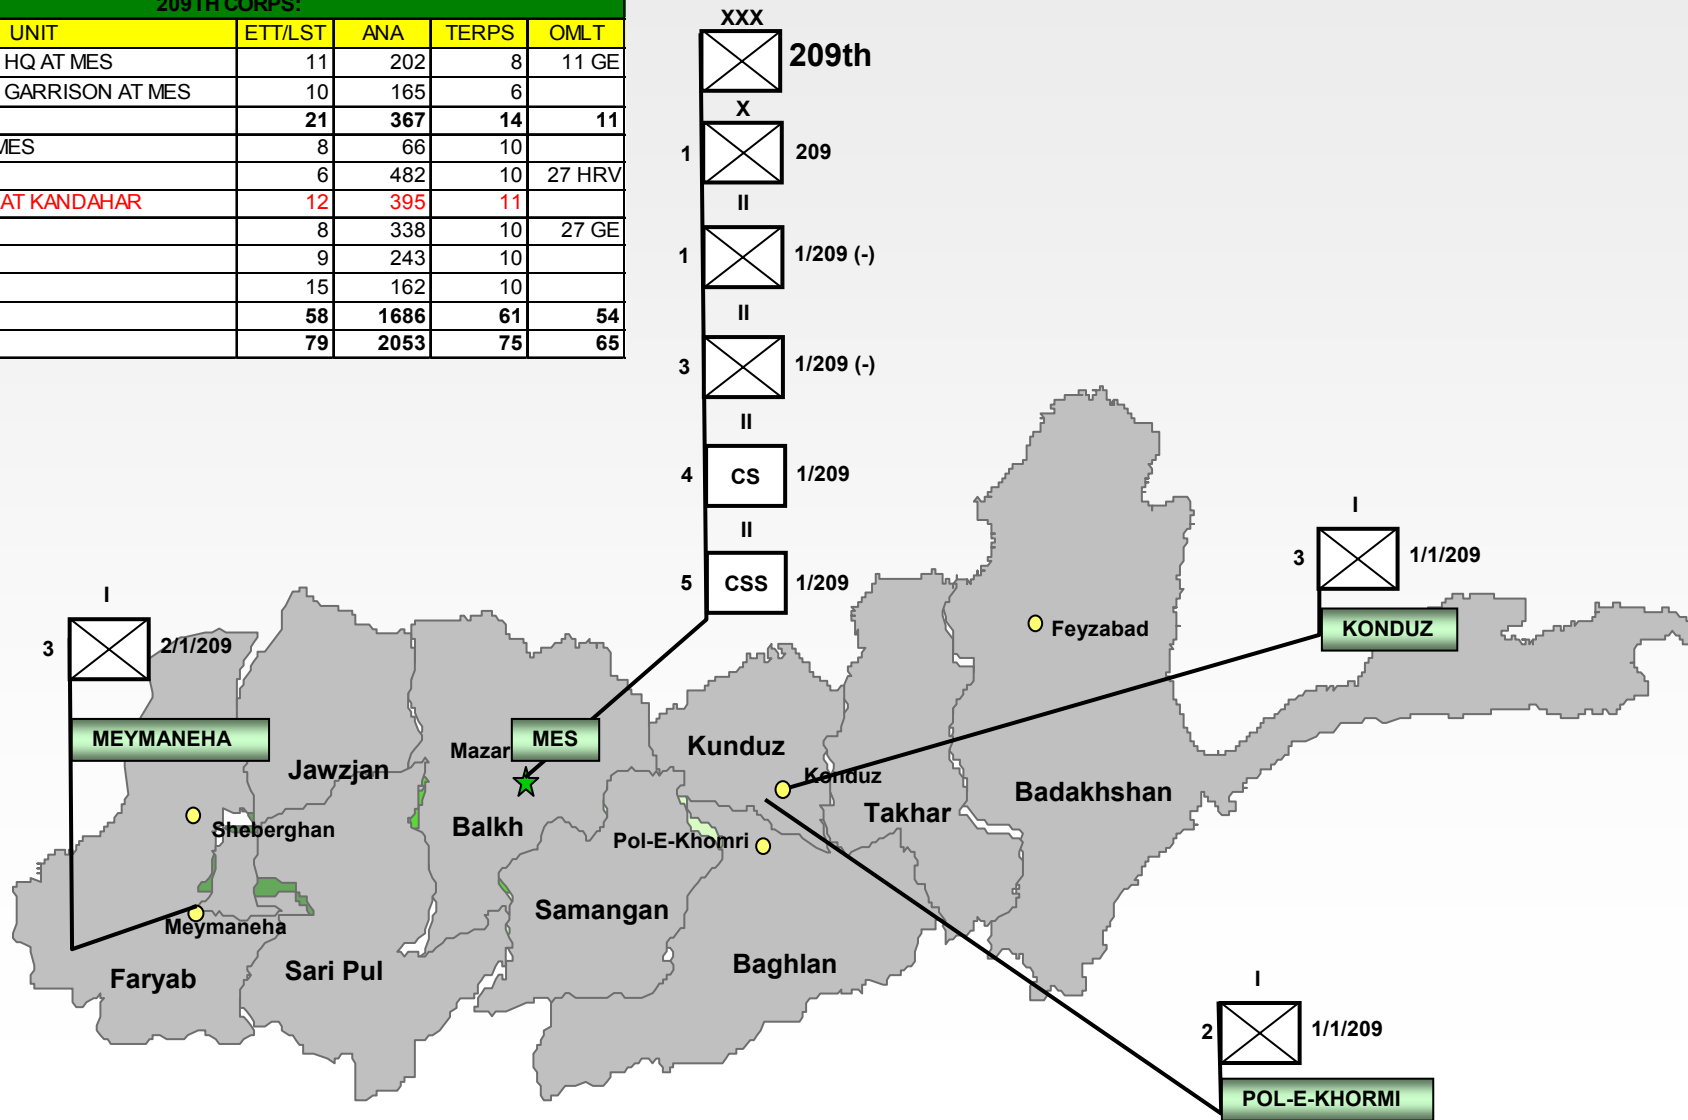 209TH CORPS:
UNIT ETT/LST ANA TERPS OMLT
HQ AT MES 11 202 8 11 GE
GARRISON AT MES 10 165 6
21 367 14 11
MES 8 66 10
6 482 10 27 HRV
AT KANDAHAR 12 395 11
8 338 10 27 GE
9 243 10
15 162 10
58 1686 61 54
79 2053 75 65
XXX
209th
X
1 209
II
1 1/209 (-)
II
3 1/209 (-)
II
4 CS 1/209
II
5 CSS 1/209
I
3 1/1/209
KONDUZ
I
3 2/1/209
MEYMANEHA
Feyzabad
Mazar MES
Kunduz
Jawzjan
Konduz
Badakhshan
Takhar
Sheberghan
Balkh
Pol-E-Khomri
Samangan
Meymaneha
Faryab
Sari Pul
Baghlan
I
2 1/1/209
POL-E-KHORMI